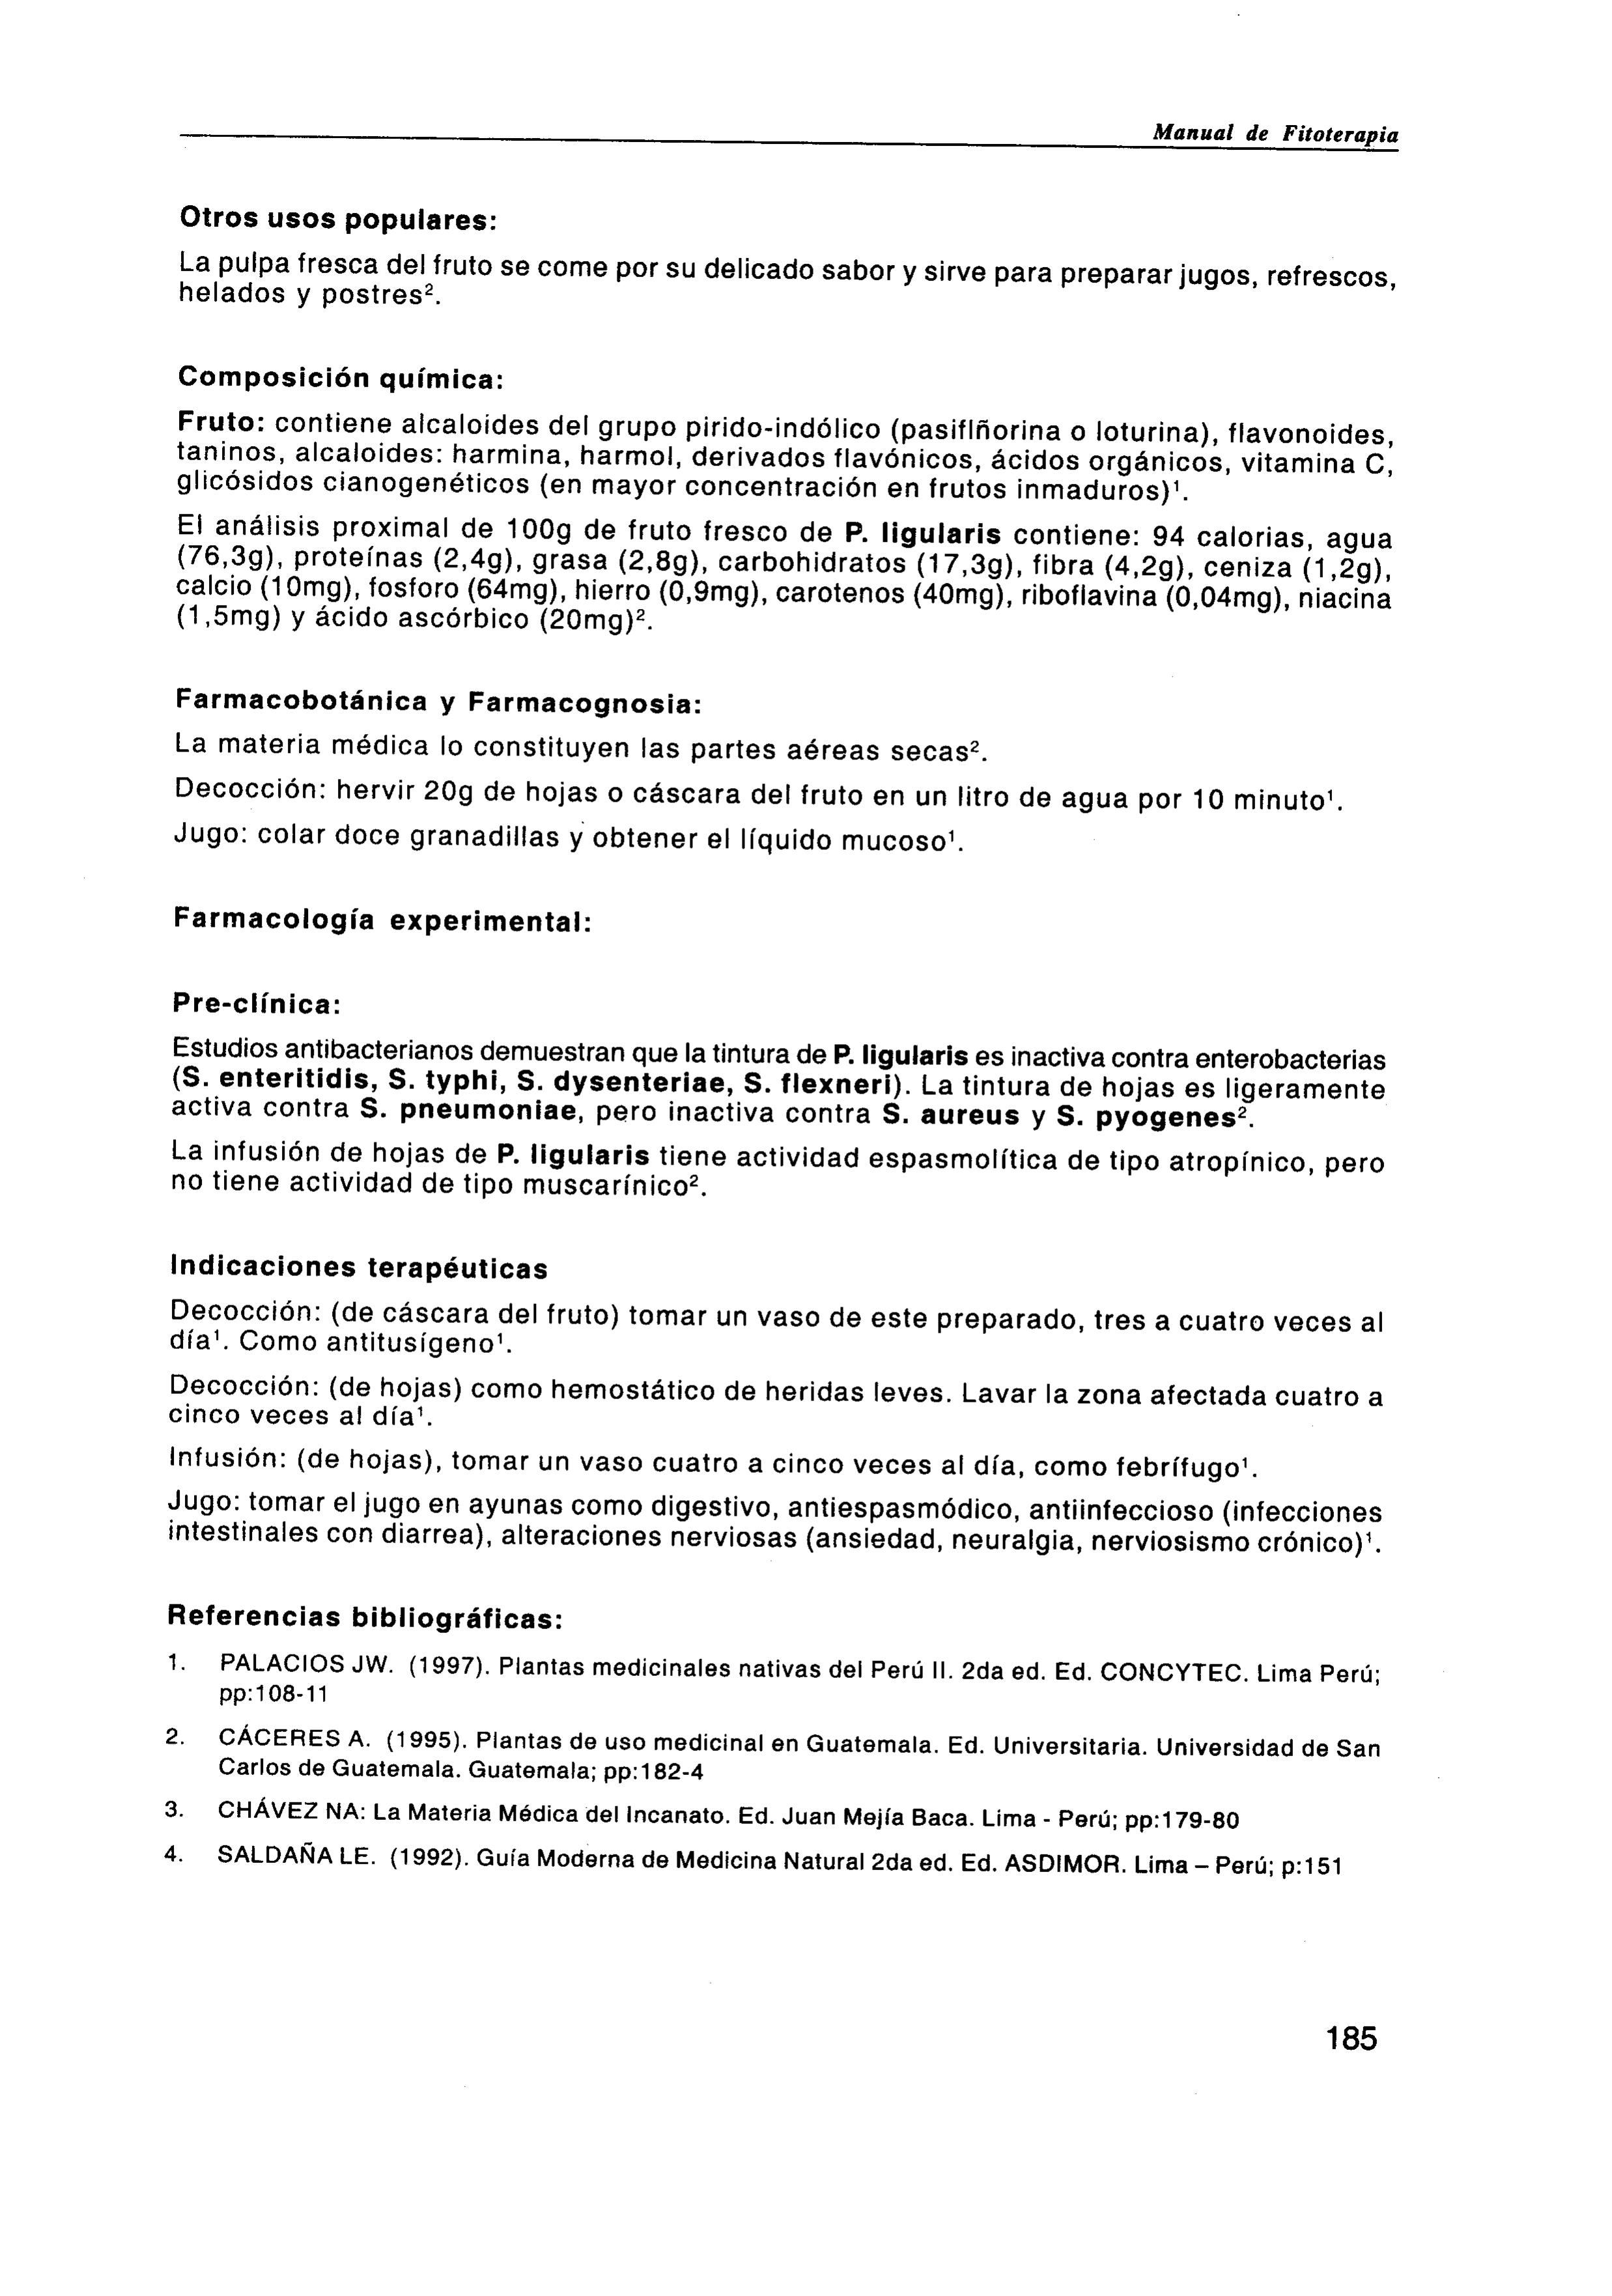 Manual de Fitoterapia
Otros usos populares:
La pulpa fresca del fruto se come por su delicado sabor y sirve para preparar jugos, refrescos,
helados y postres².
Composición química:
Fruto: contiene alcaloides del grupo pirido-indólico (pasiflñorina o loturina), flavonoides,
taninos, alcaloides: harmina, harmol, derivados flavónicos, ácidos orgánicos, vitamina C,
glicósidos cianogenéticos (en mayor concentración en frutos inmaduros)¹.
El análisis proximal de 100g de fruto fresco de P. ligularis contiene: 94 calorias, agua
(76,3g), proteínas (2,4g), grasa (2,8g), carbohidratos (17,3g), fibra (4,2g), ceniza (1,2g),
calcio (10mg), fosforo (64mg), hierro (0,9mg), carotenos (40mg), riboflavina (0,04mg), niacina
(1,5mg) y ácido ascórbico (20mg)².
Farmacobotánica y Farmacognosia:
La materia médica lo constituyen las partes aéreas secas².
Decocción: hervir 20g de hojas o cáscara del fruto en un litro de agua por 10 minuto¹.
Jugo: colar doce granadillas y obtener el líquido mucoso¹.
Farmacología experimental:
Pre-clínica:
Estudios antibacterianos demuestran que la tintura de P. ligularis es inactiva contra enterobacterias
(S. enteritidis, S. typhi, S. dysenteriae, S. flexneri). La tintura de hojas es ligeramente
activa contra S. pneumoniae, pero inactiva contra S. aureus y S. pyogenes².
La infusión de hojas de P. ligularis tiene actividad espasmolítica de tipo atropínico, pero
no tiene actividad de tipo muscarínico².
Indicaciones terapéuticas
Decocción: (de cáscara del fruto) tomar un vaso de este preparado, tres a cuatro veces al
día¹. Como antitusígeno¹.
Decocción: (de hojas) como hemostático de heridas leves. Lavar la zona afectada cuatro a
cinco veces al día¹.
Infusión: (de hojas), tomar un vaso cuatro a cinco veces al día, como febrífugo¹.
Jugo: tomar el jugo en ayunas como digestivo, antiespasmódico, antiinfeccioso (infecciones
intestinales con diarrea), alteraciones nerviosas (ansiedad, neuralgia, nerviosismo crónico)¹.
Referencias bibliográficas:
1. PALACIOS JW. (1997). Plantas medicinales nativas del Perú II. 2da ed. Ed. CONCYTEC. Lima Perú;
pp:108-11
2. CÁCERES A. (1995). Plantas de uso medicinal en Guatemala. Ed. Universitaria. Universidad de San
Carlos de Guatemala. Guatemala; pp:182-4
3. CHÁVEZ NA: La Materia Médica del Incanato. Ed. Juan Mejía Baca. Lima - Perú; pp:179-80
4. SALDAÑA LE. (1992). Guía Moderna de Medicina Natural 2da ed. Ed. ASDIMOR. Lima – Perú; p:151
185